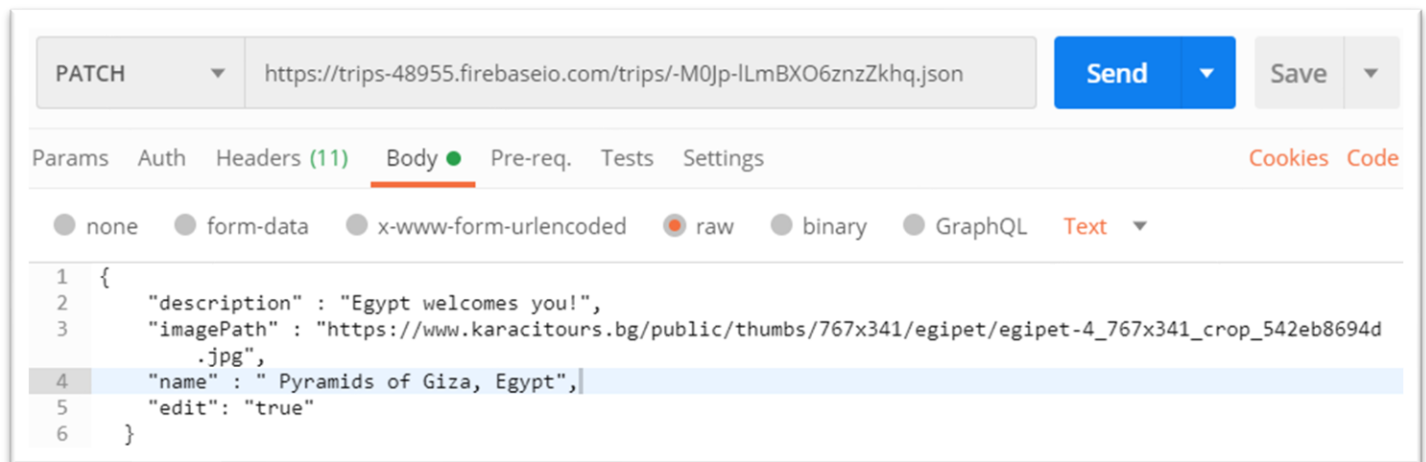 PATCH https://trips-48955.firebaseio.com/trips/-M0Jp-lLmBXO6znzZkhq.json Send Save
Params Auth Headers (11) Body Pre-req. Tests Settings Cookies Code
none form-data x-www-form-urlencoded raw binary GraphQL Text
1 {
2 "description" : "Egypt welcomes you!",
3 "imagePath" : "https://www.karacitours.bg/public/thumbs/767x341/egipet/egipet-4_767x341_crop_542eb8694d
.jpg",
4 "name" : " Pyramids of Giza, Egypt",
5 "edit": "true"
6 }